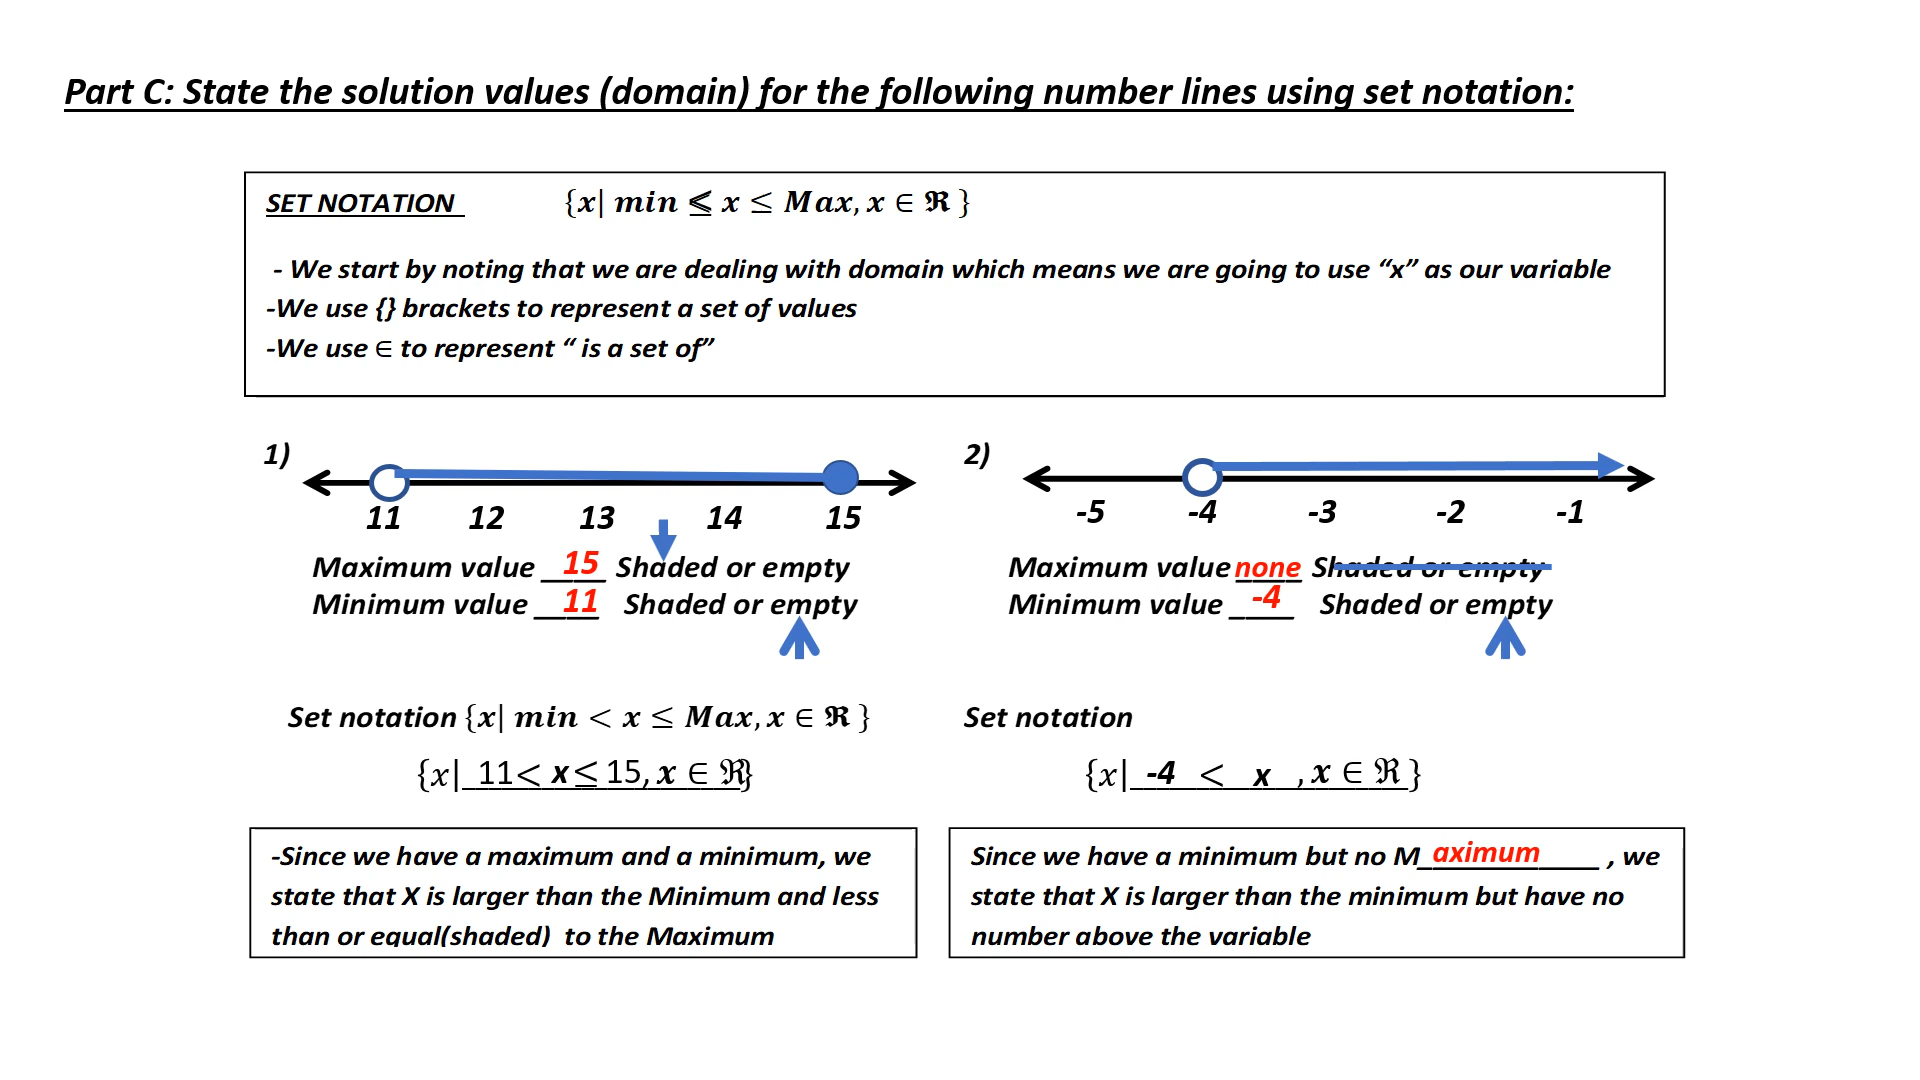 Part C: State the solution values (domain) for the following number lines using set notation:
SET NOTATION {x| min ⩽ x ≤ Max, x ∈ ℜ }
- We start by noting that we are dealing with domain which means we are going to use “x” as our variable
-We use {} brackets to represent a set of values
-We use ∈ to represent “ is a set of”
1)
11 12 13 14 15
Maximum value 15 Shaded or empty
Minimum value 11 Shaded or empty
Set notation {x| min < x ≤ Max, x ∈ ℜ }
{x| 11< x ≤ 15, x ∈ ℜ}
-Since we have a maximum and a minimum, we
state that X is larger than the Minimum and less
than or equal(shaded) to the Maximum
2)
-5 -4 -3 -2 -1
Maximum value none Shaded or empty
Minimum value -4 Shaded or empty
Set notation
{x| -4 < x , x ∈ ℜ }
Since we have a minimum but no M_aximum____ , we
state that X is larger than the minimum but have no
number above the variable